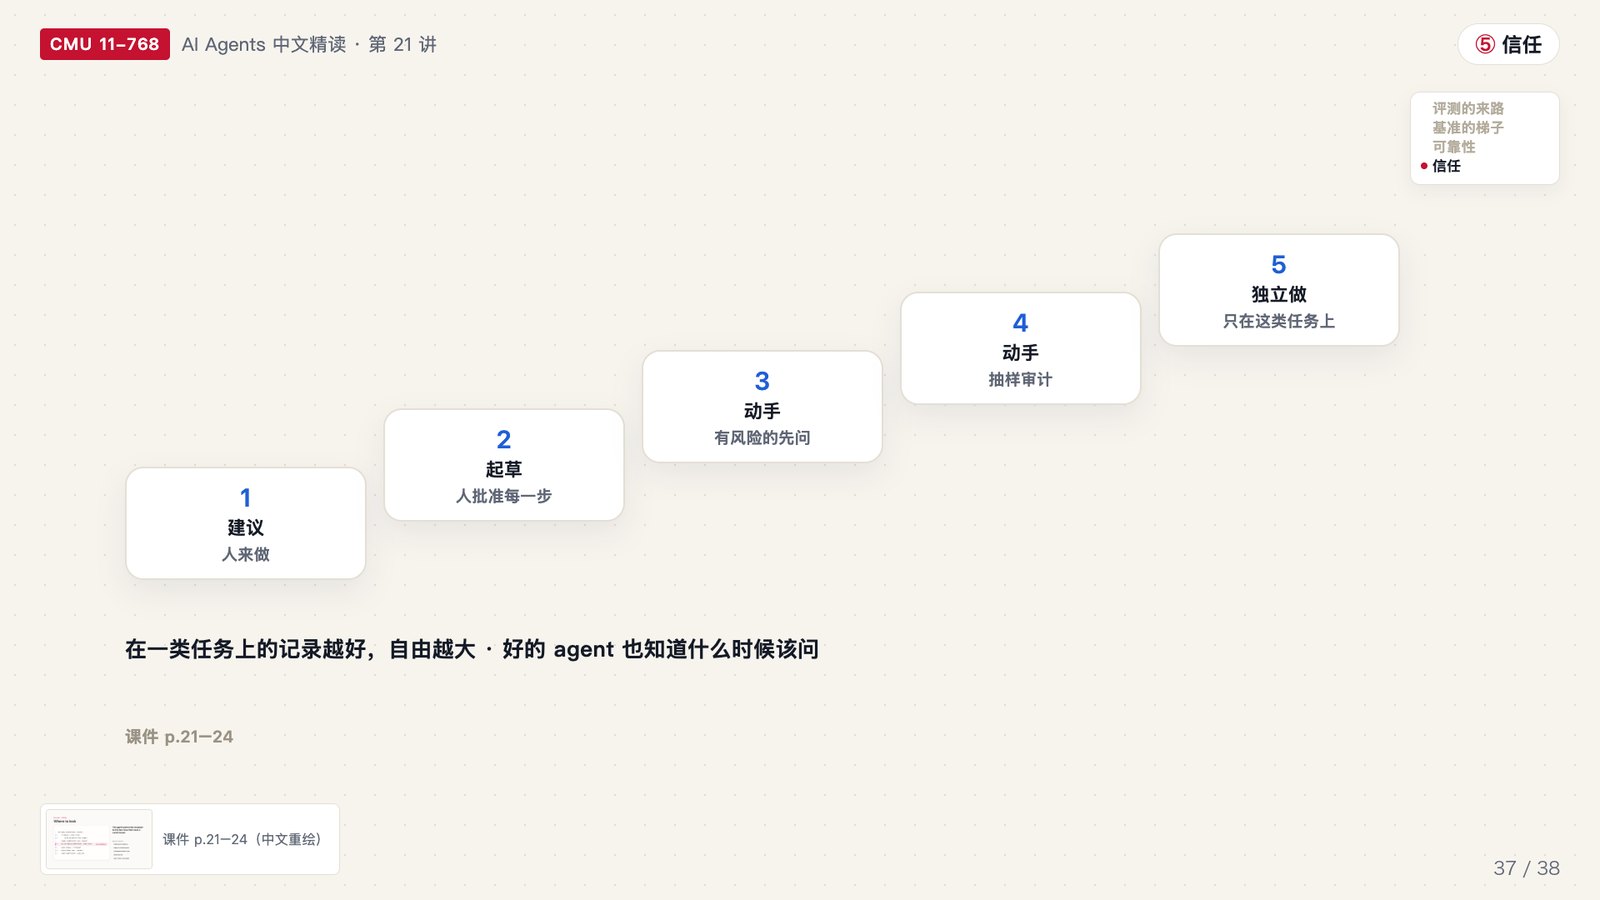 CMU 11–768 AI Agents 中文精读 · 第 21 讲
⑤ 信任
评测的来路
基准的梯子
可靠性
信任
1
建议
人来做
2
起草
人批准每一步
3
动手
有风险的先问
4
动手
抽样审计
5
独立做
只在这类任务上
在一类任务上的记录越好，自由越大 · 好的 agent 也知道什么时候该问
课件 p.21–24
课件 p.21–24（中文重绘）
37 / 38